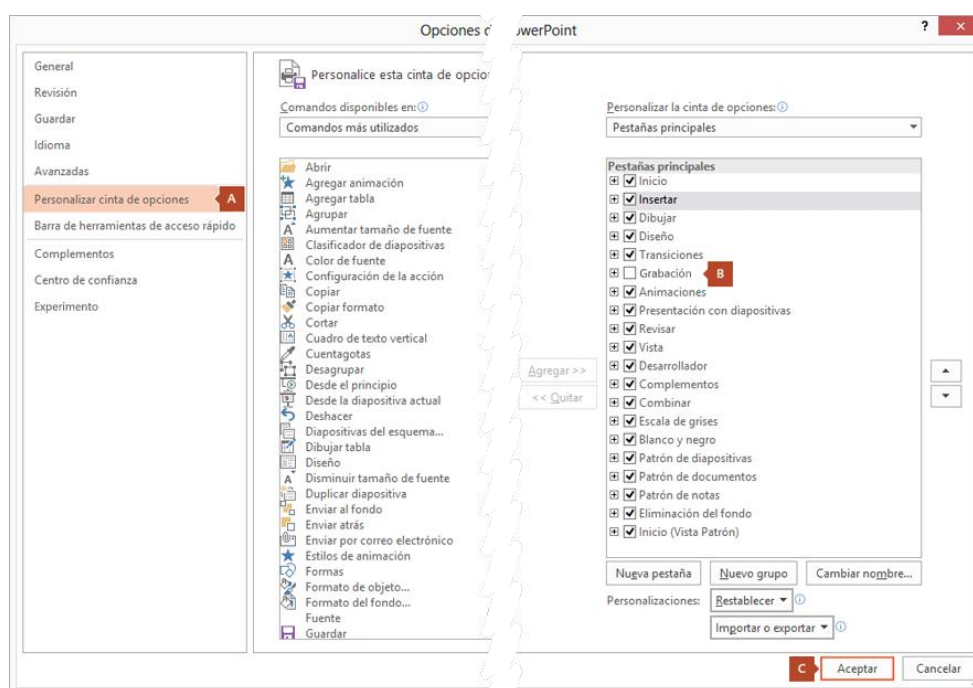 Opciones d
owerPoint
?
General
Revisión
Guardar
Idioma
Avanzadas
Personalizar cinta de opciones
A
Barra de herramientas de acceso rápido
Complementos
Centro de confianza
Experimento
Personalice esta cinta de opcio
Comandos disponibles en:
Comandos más utilizados
Abrir
Agregar animación
Agregar tabla
Agrupar
Aumentar tamaño de fuente
Clasificador de diapositivas
Color de fuente
Configuración de la acción
Copiar
Copiar formato
Cortar
Cuadro de texto vertical
Cuentagotas
Desagrupar
Desde el principio
Desde la diapositiva actual
Deshacer
Diapositivas del esquema...
Dibujar tabla
Diseño
Disminuir tamaño de fuente
Duplicar diapositiva
Enviar al fondo
Enviar atrás
Enviar por correo electrónico
Estilos de animación
Formas
Formato de objeto...
Formato del fondo...
Fuente
Guardar
Agregar >>
<< Quitar
Personalizar la cinta de opciones:
Pestañas principales
Pestañas principales
Inicio
Insertar
Dibujar
Diseño
Transiciones
Grabación
B
Animaciones
Presentación con diapositivas
Revisar
Vista
Desarrollador
Complementos
Combinar
Escala de grises
Blanco y negro
Patrón de diapositivas
Patrón de documentos
Patrón de notas
Eliminación del fondo
Inicio (Vista Patrón)
Nueva pestaña
Nuevo grupo
Cambiar nombre...
Personalizaciones:
Restablecer
Importar o exportar
C
Aceptar
Cancelar